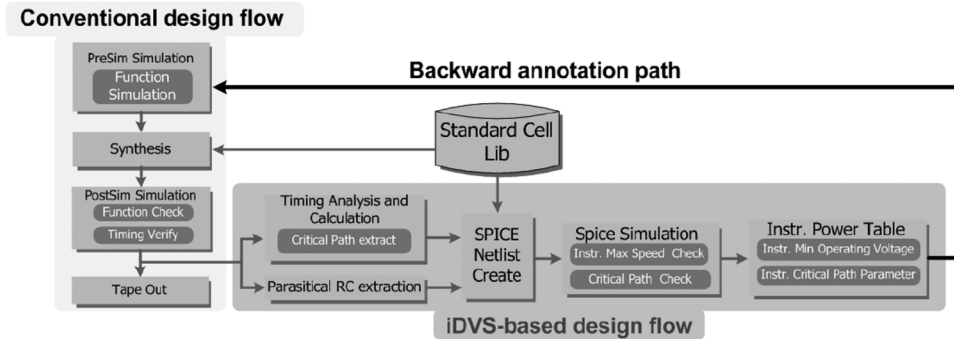 Conventional design flow
PreSim Simulation
Function
Simulation
Backward annotation path
Standard Cell
Lib
Synthesis
PostSim Simulation
Function Check
Timing Verify
Tape Out
Timing Analysis and
Calculation
Critical Path extract
Parasitical RC extraction
SPICE
Netlist
Create
Spice Simulation
Instr. Max Speed Check
Critical Path Check
Instr. Power Table
Instr. Min Operating Voltage
Instr. Critical Path Parameter
iDVS-based design flow